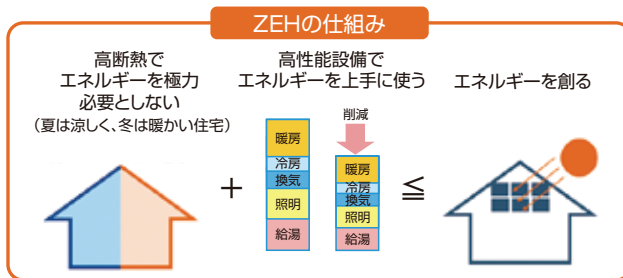 ZEHの仕組み
高断熱で
エネルギーを極力
必要としない
（夏は涼しく、冬は暖かい住宅）
高性能設備で
エネルギーを上手に使う
エネルギーを創る
削減
暖房
冷房
換気
照明
給湯
暖房
冷房
換気
照明
給湯
+
≦